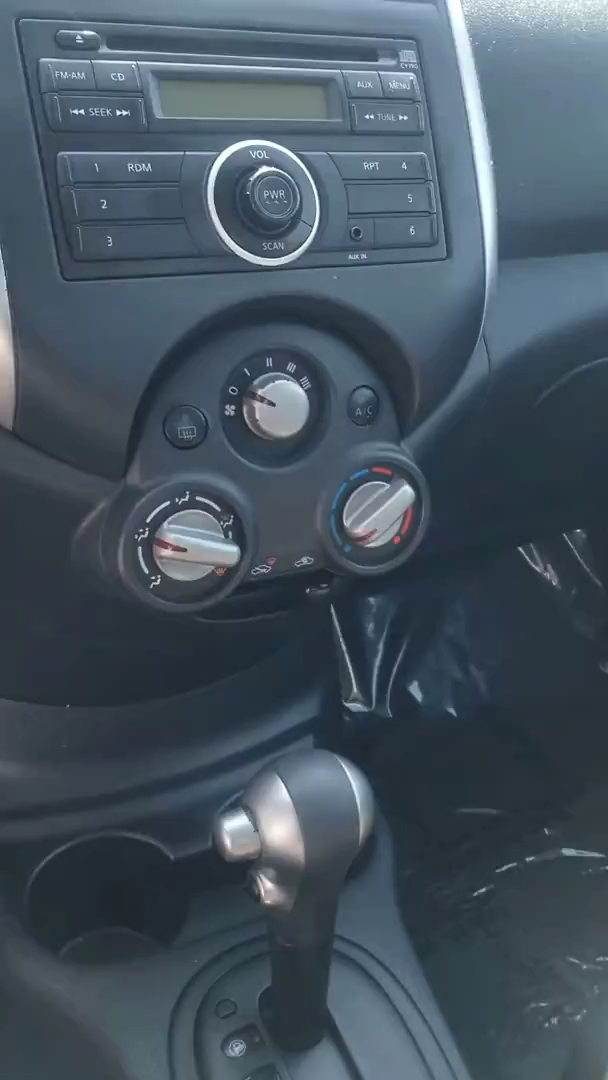 FM·AM CD AUX MENU
SEEK TUNE
VOL
1 RDM RPT 4
PWR
2 5
3 SCAN 6
AUX IN
0 I II III IIII
A/C